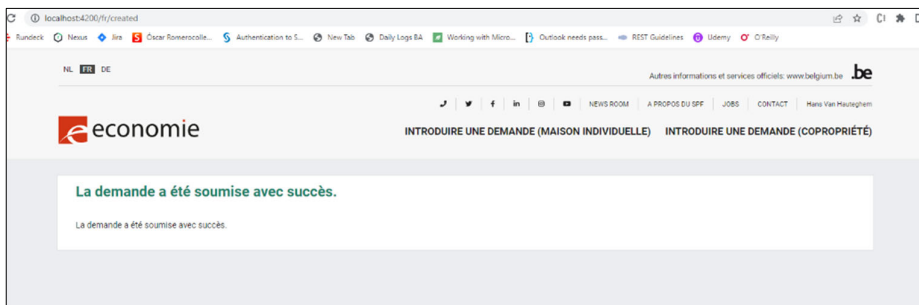 localhost:4200/fr/created
Rundeck Nexus Jira Óscar Romerocolle... Authentication to S... New Tab Daily Logs BA Working with Micro... Outlook needs pass... REST Guidelines Udemy O'Reilly
NL FR DE
Autres informations et services officiels: www.belgium.be .be
NEWS ROOM A PROPOS DU SPF JOBS CONTACT Hans Van Hauteghem
economie
INTRODUIRE UNE DEMANDE (MAISON INDIVIDUELLE) INTRODUIRE UNE DEMANDE (COPROPRIÉTÉ)
La demande a été soumise avec succès.
La demande a été soumise avec succès.